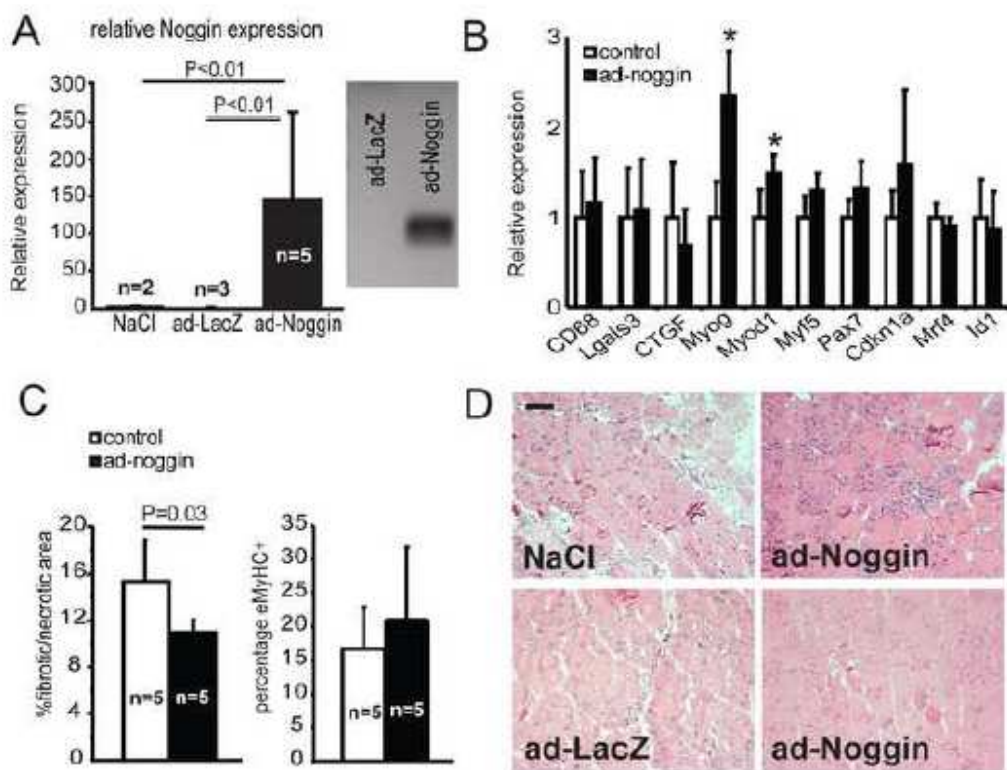 A
relative Noggin expression
P<0.01
P<0.01
Relative expression
300
250
200
150
100
50
0
n=2
n=3
n=5
NaCl
ad-LacZ
ad-Noggin
ad-LacZ
ad-Noggin
B
Relative expression
3
2
1
0
control
ad-noggin
*
*
CD68
Lgals3
CTGF
Myog
Myod1
Myf5
Pax7
Cdkn1a
Mrf4
Id1
C
control
ad-noggin
P=0.03
%fibrotic/necrotic area
20
16
12
8
4
0
n=5
n=5
percentage eMyHC+
35
30
25
20
15
10
5
0
n=5
n=5
D
NaCl
ad-Noggin
ad-LacZ
ad-Noggin